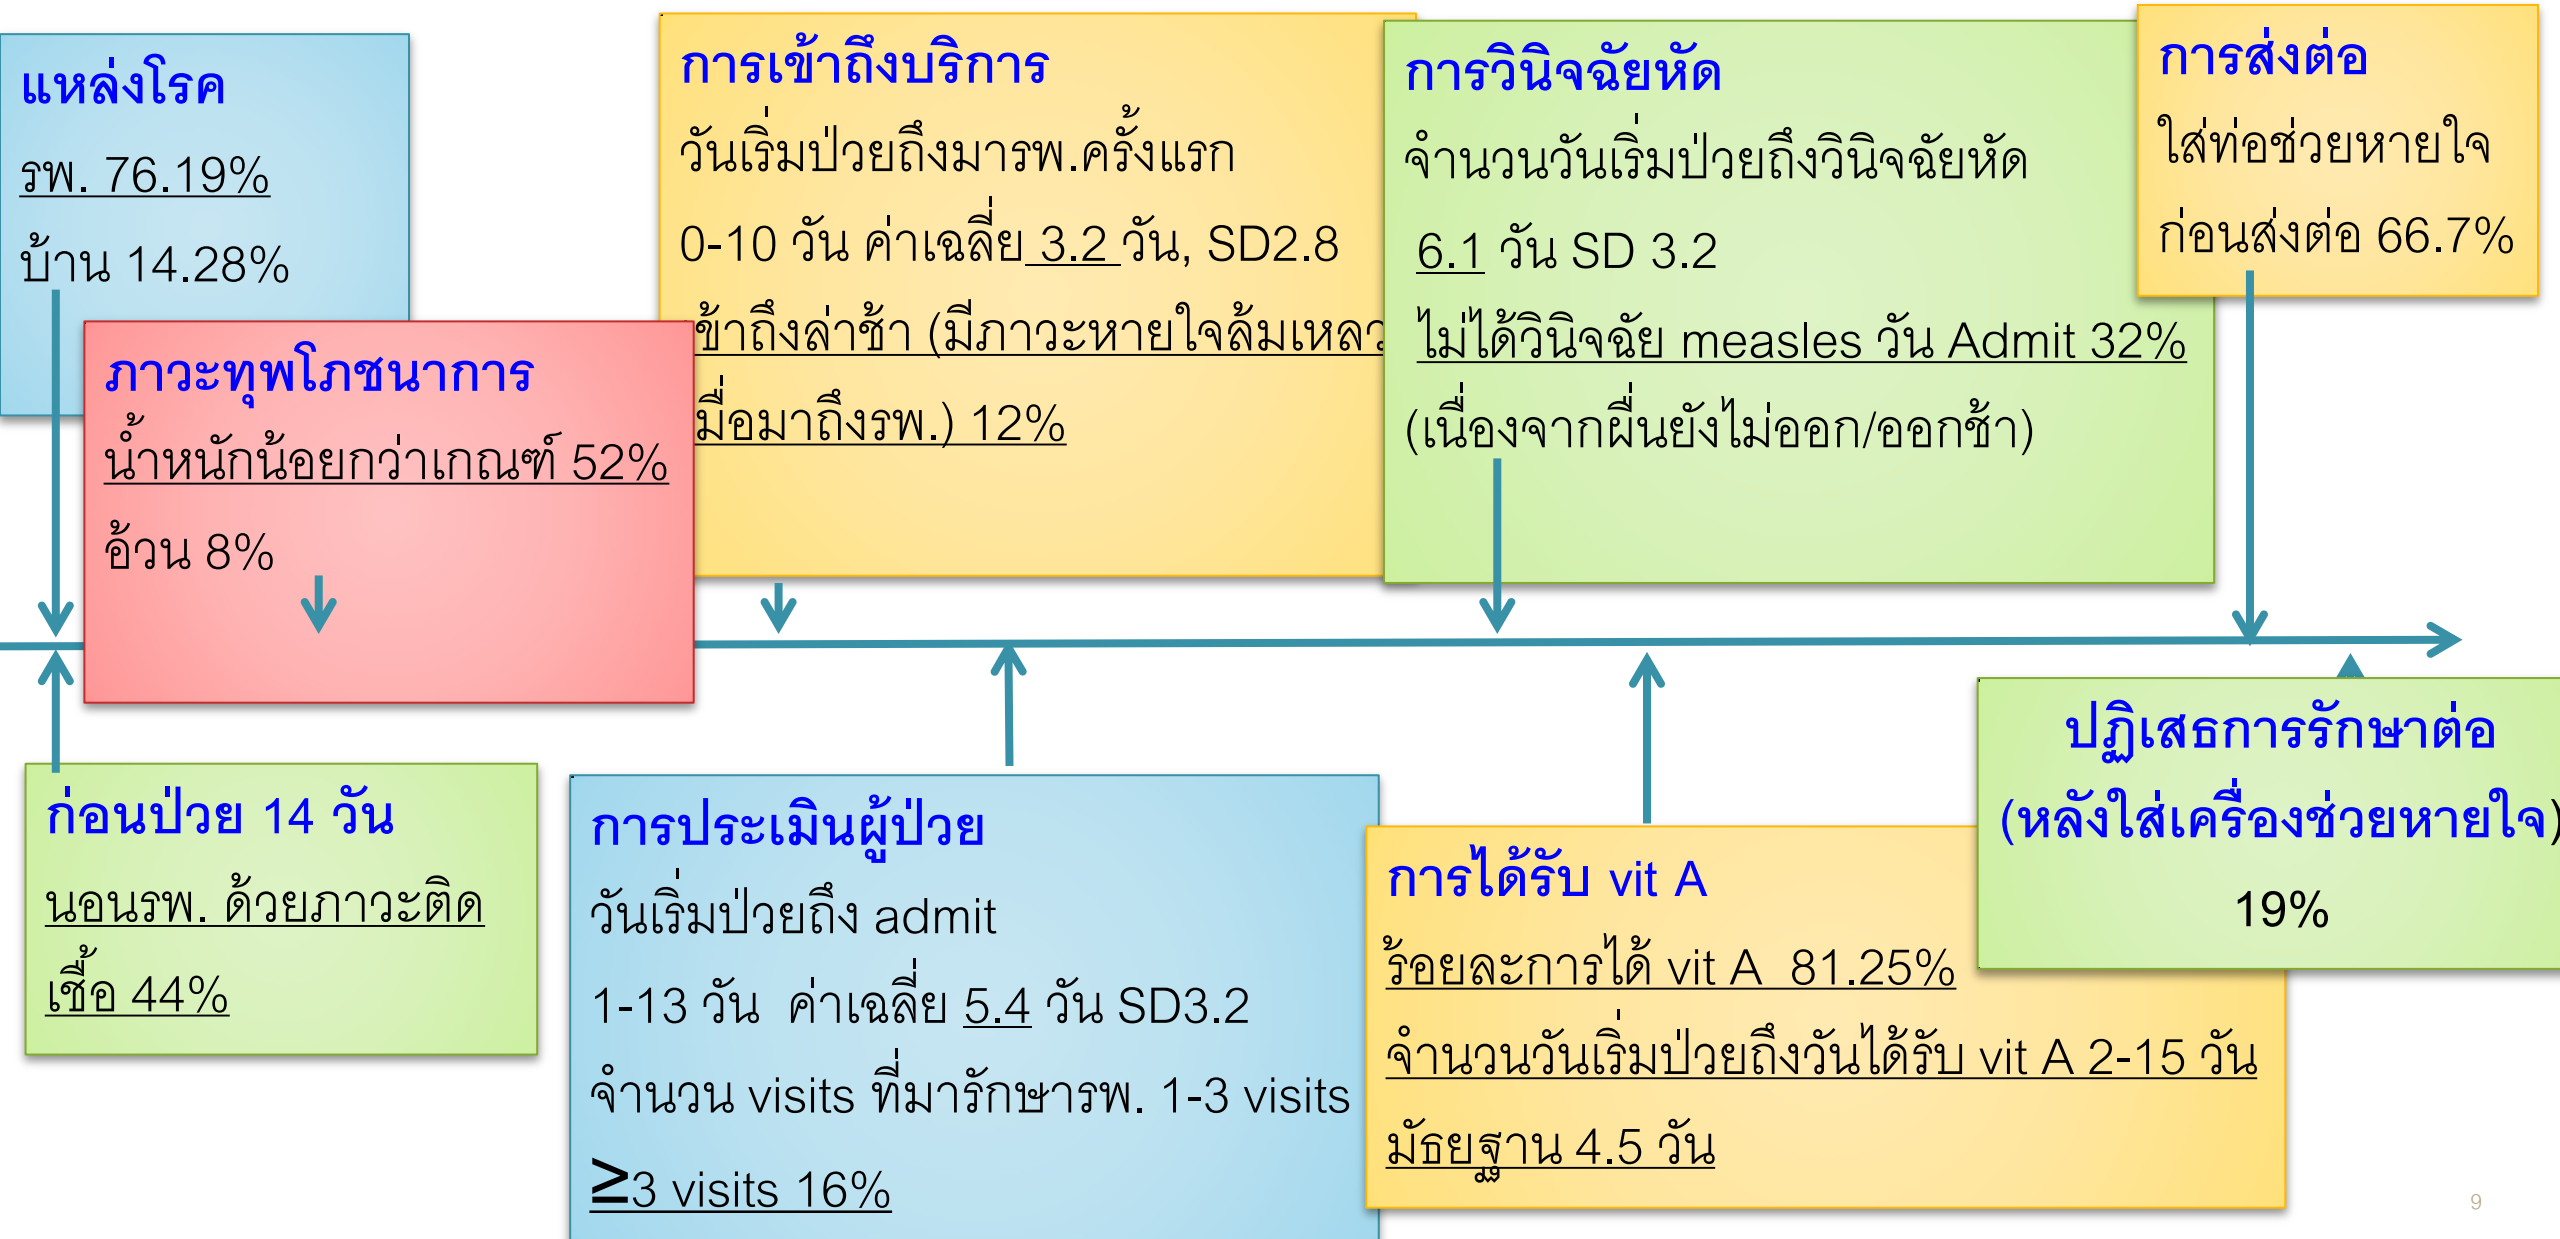 แหล่งโรค
รพ. 76.19%
บ้าน 14.28%
ภาวะทุพโภชนาการ
น้ำหนักน้อยกว่าเกณฑ์ 52%
อ้วน 8%
การเข้าถึงบริการ
วันเริ่มป่วยถึงมารพ.ครั้งแรก
0-10 วัน ค่าเฉลี่ย 3.2 วัน, SD2.8
ข้าถึงล่าช้า (มีภาวะหายใจล้มเหลว
มื่อมาถึงรพ.) 12%
การวินิจฉัยหัด
จำนวนวันเริ่มป่วยถึงวินิจฉัยหัด
6.1 วัน SD 3.2
ไม่ได้วินิจฉัย measles วัน Admit 32%
(เนื่องจากผื่นยังไม่ออก/ออกช้า)
การส่งต่อ
ใส่ท่อช่วยหายใจ
ก่อนส่งต่อ 66.7%
ก่อนป่วย 14 วัน
นอนรพ. ด้วยภาวะติด
เชื้อ 44%
การประเมินผู้ป่วย
วันเริ่มป่วยถึง admit
1-13 วัน ค่าเฉลี่ย 5.4 วัน SD3.2
จำนวน visits ที่มารักษารพ. 1-3 visits
≥3 visits 16%
การได้รับ vit A
ร้อยละการได้ vit A 81.25%
จำนวนวันเริ่มป่วยถึงวันได้รับ vit A 2-15 วัน
มัธยฐาน 4.5 วัน
ปฏิเสธการรักษาต่อ
(หลังใส่เครื่องช่วยหายใจ)
19%
9